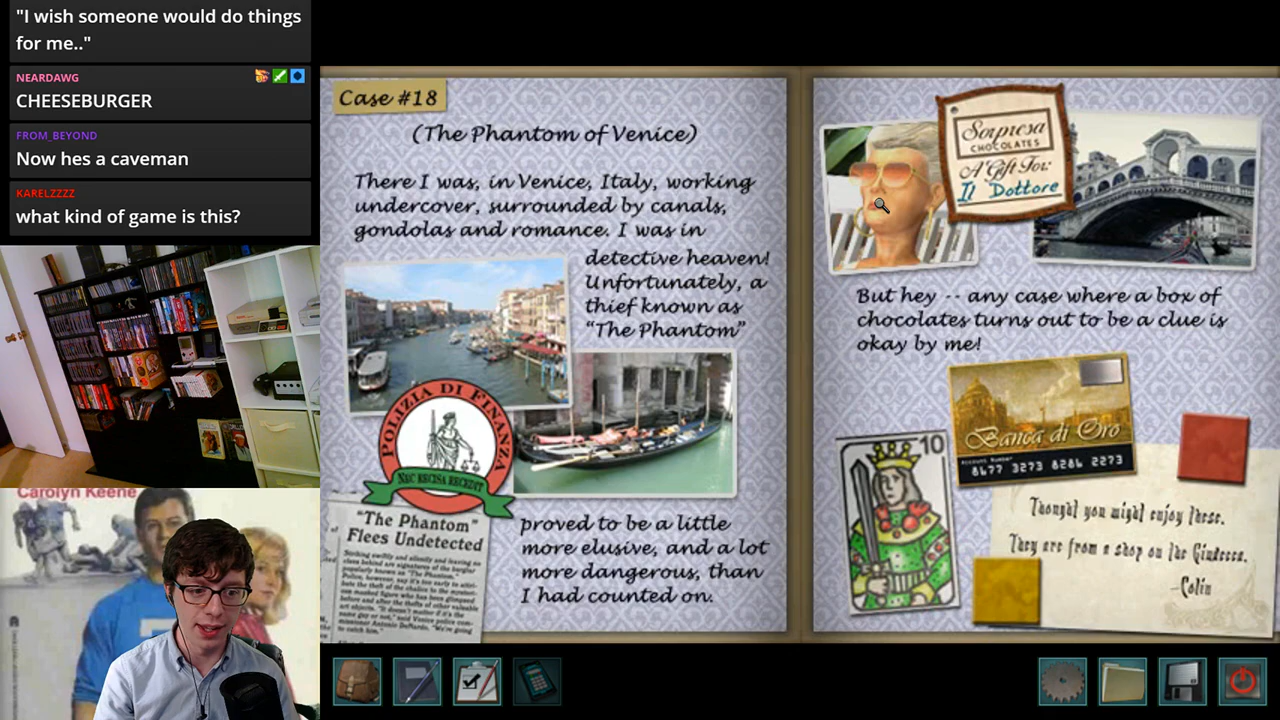 "I wish someone would do things
for me.."
NEARDAWG
CHEESEBURGER
FROM_BEYOND
Now hes a caveman
KARELZZZZ
what kind of game is this?
Carolyn Keene
Case #18
(The Phantom of Venice)
There I was, in Venice, Italy, working
undercover, surrounded by canals,
gondolas and romance. I was in
detective heaven!
Unfortunately, a
thief known as
"The Phantom"
POLIZIA DI FINANZA
NEC RECISA RECEDIT
"The Phantom"
Flees Undetected
proved to be a little
more elusive, and a lot
more dangerous, than
I had counted on.
Sorpresa
CHOCOLATES
A Gift For:
Il Dottore
But hey -- any case where a box of
chocolates turns out to be a clue is
okay by me!
Banca di Oro
Account Number
8677 3273 8286 2273
10
Thought you might enjoy these.
They are from a shop on the Giudecca.
-Colin